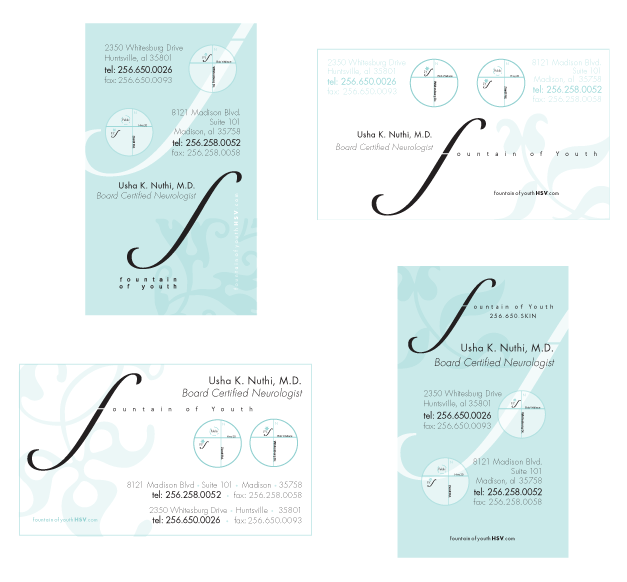 2350 Whitesburg Drive
Huntsville, al 35801
tel: 256.650.0026
fax: 256.650.0093
8121 Madison Blvd.
Suite 101
Madison, al 35758
tel: 256.258.0052
fax: 256.258.0058
Usha K. Nuthi, M.D.
Board Certified Neurologist
f
fountain
of youth
fountainofyouthHSV.com
2350 Whitesburg Drive
Huntsville, al 35801
tel: 256.650.0026
fax: 256.650.0093
8121 Madison Blvd.
Suite 101
Madison, al 35758
tel: 256.258.0052
fax: 256.258.0058
Usha K. Nuthi, M.D.
Board Certified Neurologist
fountain of Youth
fountainofyouthHSV.com
Usha K. Nuthi, M.D.
Board Certified Neurologist
fountain of Youth
8121 Madison Blvd - Suite 101 - Madison - 35758
tel: 256.258.0052 - fax: 256.258.0058
2350 Whitesburg Drive - Huntsville - 35801
tel: 256.650.0026 - fax: 256.650.0093
fountainofyouthHSV.com
fountain of Youth
256.650.SKIN
Usha K. Nuthi, M.D.
Board Certified Neurologist
2350 Whitesburg Drive
Huntsville, al 35801
tel: 256.650.0026
fax: 256.650.0093
8121 Madison Blvd.
Suite 101
Madison, al 35758
tel: 256.258.0052
fax: 256.258.0058
fountainofyouthHSV.com